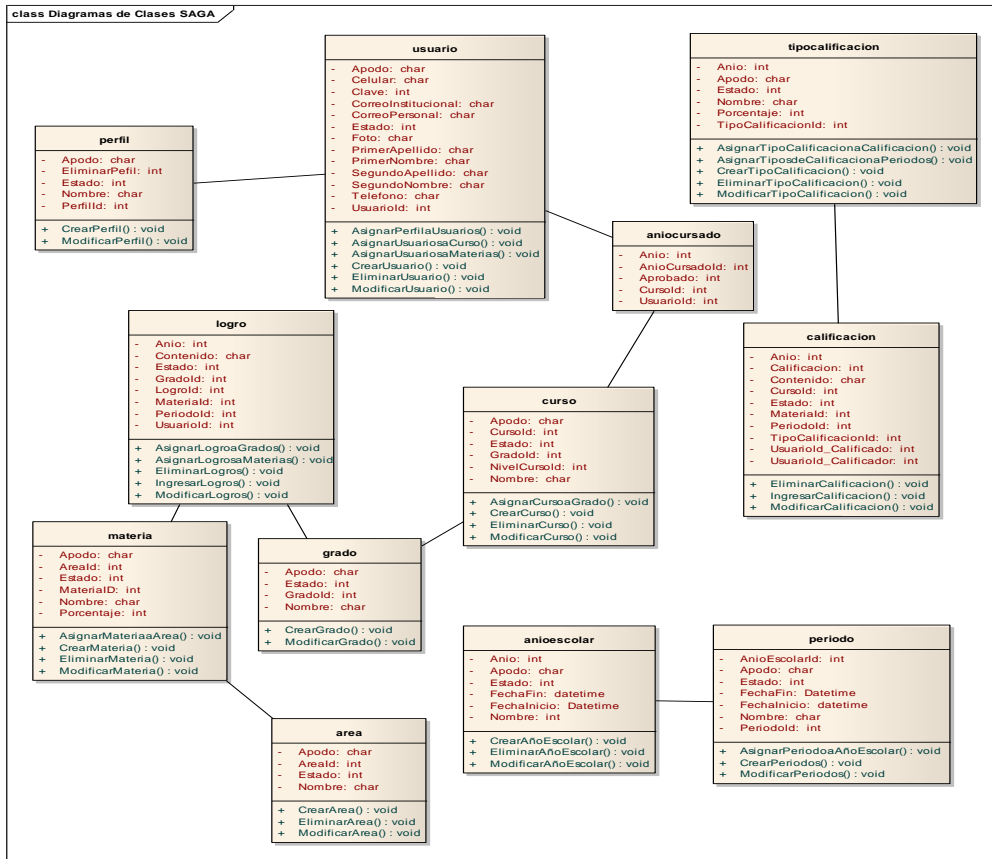 class Diagramas de Clases SAGA
usuario
- Apodo: char
- Celular: char
- Clave: int
- CorreoInstitucional: char
- CorreoPersonal: char
- Estado: int
- Foto: char
- PrimerApellido: char
- PrimerNombre: char
- SegundoApellido: char
- SegundoNombre: char
- Telefono: char
- UsuarioId: int
+ AsignarPerfilaUsuarios() : void
+ AsignarUsuariosaCurso() : void
+ AsignarUsuariosaMaterias() : void
+ CrearUsuario() : void
+ EliminarUsuario() : void
+ ModificarUsuario() : void
tipocalificacion
- Anio: int
- Apodo: char
- Estado: int
- Nombre: char
- Porcentaje: int
- TipoCalificacionId: int
+ AsignarTipoCalificacionaCalificacion() : void
+ AsignarTiposdeCalificacionaPeriodos() : void
+ CrearTipoCalificacion() : void
+ EliminarTipoCalificacion() : void
+ ModificarTipoCalificacion() : void
perfil
- Apodo: char
- EliminarPefil: int
- Estado: int
- Nombre: char
- PerfilId: int
+ CrearPerfil() : void
+ ModificarPerfil() : void
aniocursado
- Anio: int
- AnioCursadoId: int
- Aprobado: int
- CursoId: int
- UsuarioId: int
logro
- Anio: int
- Contenido: char
- Estado: int
- GradoId: int
- LogroId: int
- MateriaId: int
- PeriodoId: int
- UsuarioId: int
+ AsignarLogroaGrados() : void
+ AsignarLogrosaMaterias() : void
+ EliminarLogros() : void
+ IngresarLogros() : void
+ ModificarLogros() : void
calificacion
- Anio: int
- Calificacion: int
- Contenido: char
- CursoId: int
- Estado: int
- MateriaId: int
- PeriodoId: int
- TipoCalificacionId: int
- UsuarioId_Calificado: int
- UsuarioId_Calificador: int
+ EliminarCalificacion() : void
+ IngresarCalificacion() : void
+ ModificarCalificacion() : void
curso
- Apodo: char
- CursoId: int
- Estado: int
- GradoId: int
- NivelCursoId: int
- Nombre: char
+ AsignarCursoaGrado() : void
+ CrearCurso() : void
+ EliminarCurso() : void
+ ModificarCurso() : void
materia
- Apodo: char
- AreaId: int
- Estado: int
- MateriaID: int
- Nombre: char
- Porcentaje: int
+ AsignarMateriaaArea() : void
+ CrearMateria() : void
+ EliminarMateria() : void
+ ModificarMateria() : void
grado
- Apodo: char
- Estado: int
- GradoId: int
- Nombre: char
+ CrearGrado() : void
+ ModificarGrado() : void
anioescolar
- Anio: int
- Apodo: char
- Estado: int
- FechaFin: datetime
- FechaInicio: Datetime
- Nombre: int
+ CrearAñoEscolar() : void
+ EliminarAñoEscolar() : void
+ ModificarAñoEscolar() : void
periodo
- AnioEscolarId: int
- Apodo: char
- Estado: int
- FechaFin: Datetime
- FechaInicio: datetime
- Nombre: char
- PeriodoId: int
+ AsignarPeriodoaAñoEscolar() : void
+ CrearPeriodos() : void
+ ModificarPeriodos() : void
area
- Apodo: char
- AreaId: int
- Estado: int
- Nombre: char
+ CrearArea() : void
+ EliminarArea() : void
+ ModificarArea() : void